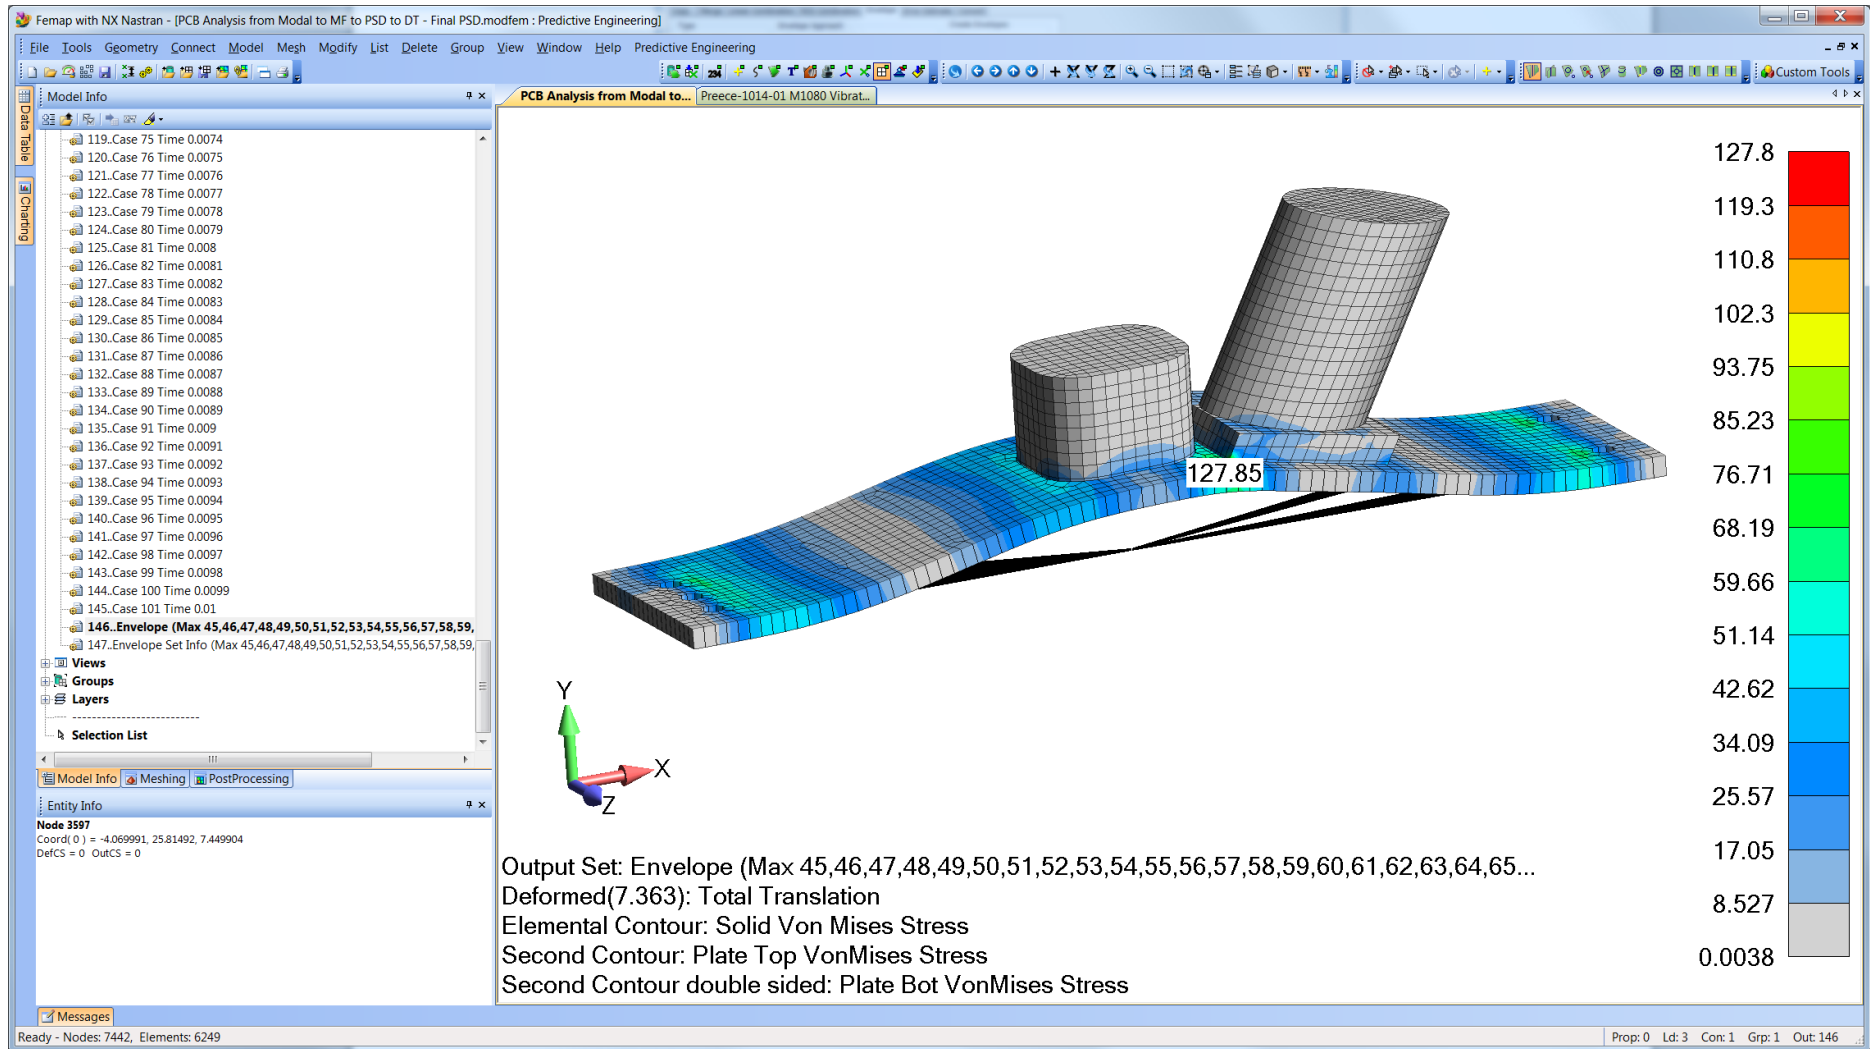 Femap with NX Nastran - [PCB Analysis from Modal to MF to PSD to DT - Final PSD.modfem : Predictive Engineering]
File Tools Geometry Connect Model Mesh Modify List Delete Group View Window Help Predictive Engineering
234
Custom Tools
Data Table
Charting
Model Info
119..Case 75 Time 0.0074
120..Case 76 Time 0.0075
121..Case 77 Time 0.0076
122..Case 78 Time 0.0077
123..Case 79 Time 0.0078
124..Case 80 Time 0.0079
125..Case 81 Time 0.008
126..Case 82 Time 0.0081
127..Case 83 Time 0.0082
128..Case 84 Time 0.0083
129..Case 85 Time 0.0084
130..Case 86 Time 0.0085
131..Case 87 Time 0.0086
132..Case 88 Time 0.0087
133..Case 89 Time 0.0088
134..Case 90 Time 0.0089
135..Case 91 Time 0.009
136..Case 92 Time 0.0091
137..Case 93 Time 0.0092
138..Case 94 Time 0.0093
139..Case 95 Time 0.0094
140..Case 96 Time 0.0095
141..Case 97 Time 0.0096
142..Case 98 Time 0.0097
143..Case 99 Time 0.0098
144..Case 100 Time 0.0099
145..Case 101 Time 0.01
146..Envelope (Max 45,46,47,48,49,50,51,52,53,54,55,56,57,58,59,
147..Envelope Set Info (Max 45,46,47,48,49,50,51,52,53,54,55,56,57,58,59,
Views
Groups
Layers
Selection List
Model Info Meshing PostProcessing
Entity Info
Node 3597
Coord( 0 ) = -4.069991, 25.81492, 7.449904
DefCS = 0 OutCS = 0
Messages
Ready - Nodes: 7442, Elements: 6249
PCB Analysis from Modal to... Preece-1014-01 M1080 Vibrat...
127.85
Y
X
Z
127.8
119.3
110.8
102.3
93.75
85.23
76.71
68.19
59.66
51.14
42.62
34.09
25.57
17.05
8.527
0.0038
Output Set: Envelope (Max 45,46,47,48,49,50,51,52,53,54,55,56,57,58,59,60,61,62,63,64,65...
Deformed(7.363): Total Translation
Elemental Contour: Solid Von Mises Stress
Second Contour: Plate Top VonMises Stress
Second Contour double sided: Plate Bot VonMises Stress
Prop: 0 Ld: 3 Con: 1 Grp: 1 Out: 146